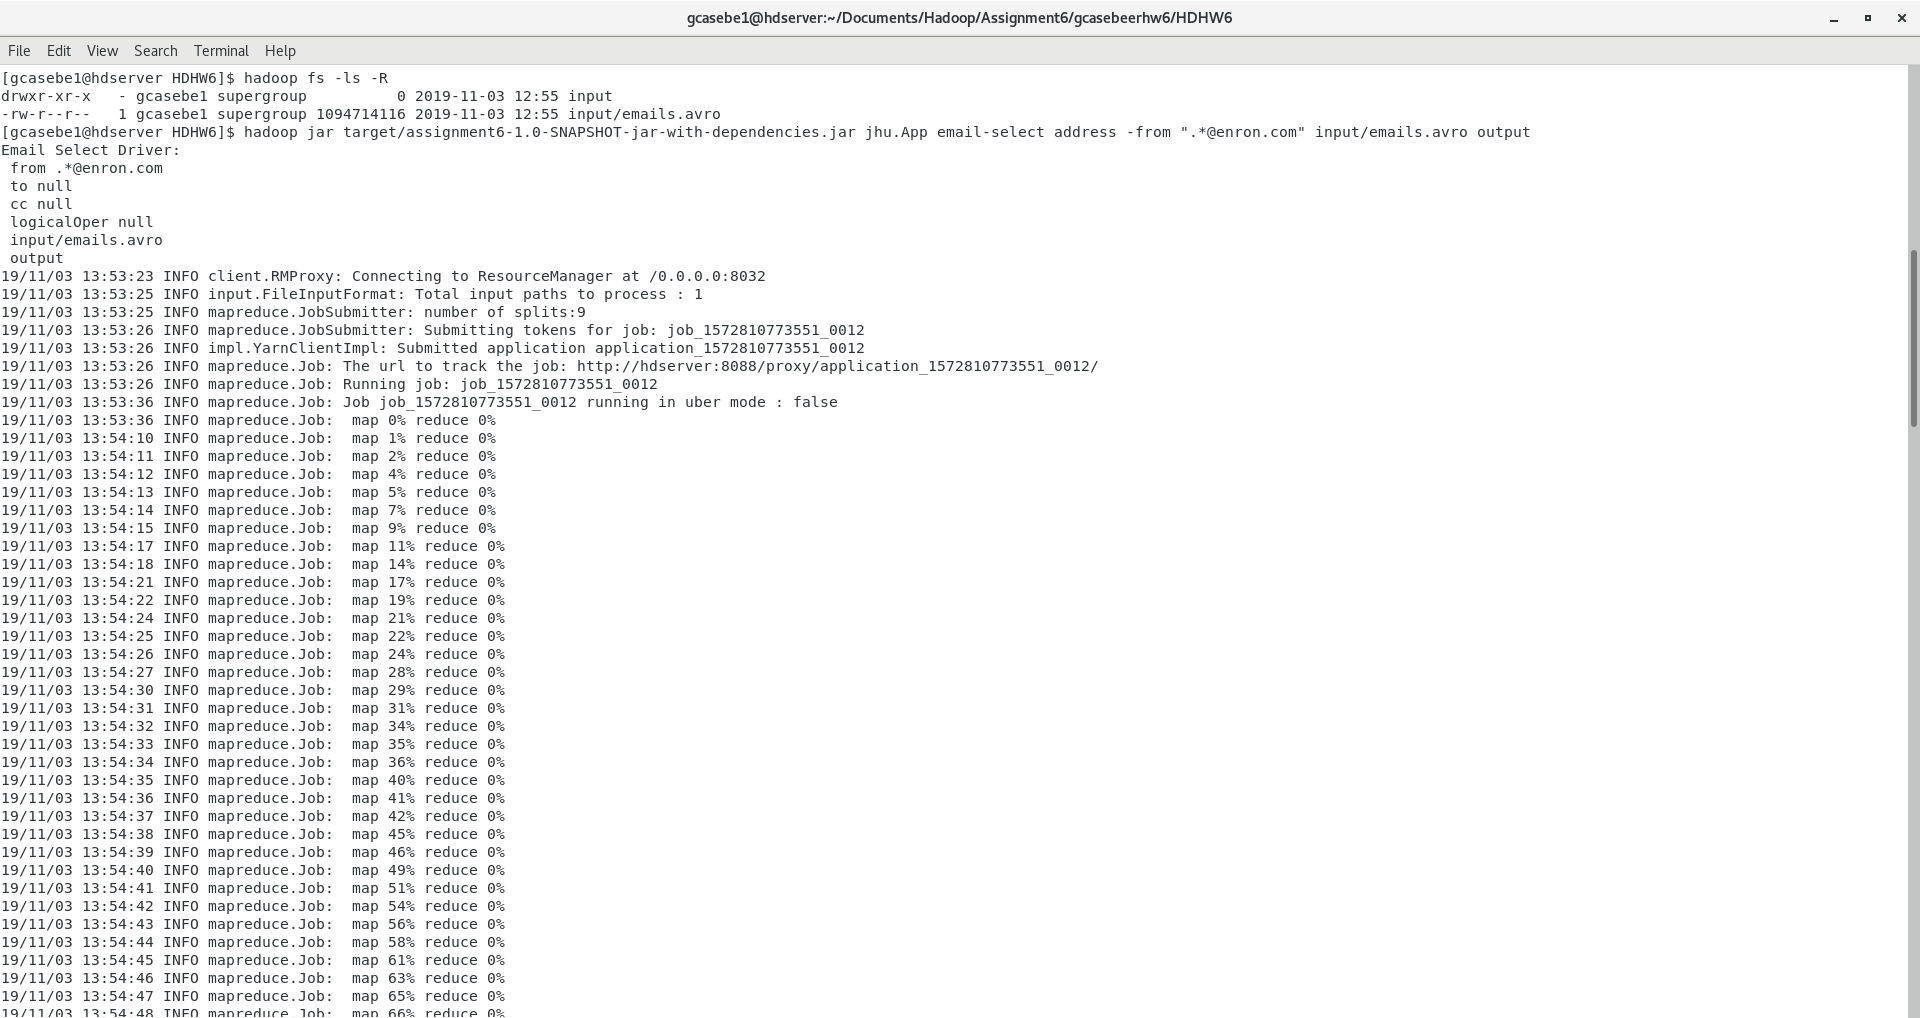 gcasebe1@hdserver:~/Documents/Hadoop/Assignment6/gcasebeerhw6/HDHW6
File Edit View Search Terminal Help
[gcasebe1@hdserver HDHW6]$ hadoop fs -ls -R
drwxr-xr-x   - gcasebe1 supergroup          0 2019-11-03 12:55 input
-rw-r--r--   1 gcasebe1 supergroup 1094714116 2019-11-03 12:55 input/emails.avro
[gcasebe1@hdserver HDHW6]$ hadoop jar target/assignment6-1.0-SNAPSHOT-jar-with-dependencies.jar jhu.App email-select address -from ".*@enron.com" input/emails.avro output
Email Select Driver:
 from .*@enron.com
 to null
 cc null
 logicalOper null
 input/emails.avro
 output
19/11/03 13:53:23 INFO client.RMProxy: Connecting to ResourceManager at /0.0.0.0:8032
19/11/03 13:53:25 INFO input.FileInputFormat: Total input paths to process : 1
19/11/03 13:53:25 INFO mapreduce.JobSubmitter: number of splits:9
19/11/03 13:53:26 INFO mapreduce.JobSubmitter: Submitting tokens for job: job_1572810773551_0012
19/11/03 13:53:26 INFO impl.YarnClientImpl: Submitted application application_1572810773551_0012
19/11/03 13:53:26 INFO mapreduce.Job: The url to track the job: http://hdserver:8088/proxy/application_1572810773551_0012/
19/11/03 13:53:26 INFO mapreduce.Job: Running job: job_1572810773551_0012
19/11/03 13:53:36 INFO mapreduce.Job: Job job_1572810773551_0012 running in uber mode : false
19/11/03 13:53:36 INFO mapreduce.Job:  map 0% reduce 0%
19/11/03 13:54:10 INFO mapreduce.Job:  map 1% reduce 0%
19/11/03 13:54:11 INFO mapreduce.Job:  map 2% reduce 0%
19/11/03 13:54:12 INFO mapreduce.Job:  map 4% reduce 0%
19/11/03 13:54:13 INFO mapreduce.Job:  map 5% reduce 0%
19/11/03 13:54:14 INFO mapreduce.Job:  map 7% reduce 0%
19/11/03 13:54:15 INFO mapreduce.Job:  map 9% reduce 0%
19/11/03 13:54:17 INFO mapreduce.Job:  map 11% reduce 0%
19/11/03 13:54:18 INFO mapreduce.Job:  map 14% reduce 0%
19/11/03 13:54:21 INFO mapreduce.Job:  map 17% reduce 0%
19/11/03 13:54:22 INFO mapreduce.Job:  map 19% reduce 0%
19/11/03 13:54:24 INFO mapreduce.Job:  map 21% reduce 0%
19/11/03 13:54:25 INFO mapreduce.Job:  map 22% reduce 0%
19/11/03 13:54:26 INFO mapreduce.Job:  map 24% reduce 0%
19/11/03 13:54:27 INFO mapreduce.Job:  map 28% reduce 0%
19/11/03 13:54:30 INFO mapreduce.Job:  map 29% reduce 0%
19/11/03 13:54:31 INFO mapreduce.Job:  map 31% reduce 0%
19/11/03 13:54:32 INFO mapreduce.Job:  map 34% reduce 0%
19/11/03 13:54:33 INFO mapreduce.Job:  map 35% reduce 0%
19/11/03 13:54:34 INFO mapreduce.Job:  map 36% reduce 0%
19/11/03 13:54:35 INFO mapreduce.Job:  map 40% reduce 0%
19/11/03 13:54:36 INFO mapreduce.Job:  map 41% reduce 0%
19/11/03 13:54:37 INFO mapreduce.Job:  map 42% reduce 0%
19/11/03 13:54:38 INFO mapreduce.Job:  map 45% reduce 0%
19/11/03 13:54:39 INFO mapreduce.Job:  map 46% reduce 0%
19/11/03 13:54:40 INFO mapreduce.Job:  map 49% reduce 0%
19/11/03 13:54:41 INFO mapreduce.Job:  map 51% reduce 0%
19/11/03 13:54:42 INFO mapreduce.Job:  map 54% reduce 0%
19/11/03 13:54:43 INFO mapreduce.Job:  map 56% reduce 0%
19/11/03 13:54:44 INFO mapreduce.Job:  map 58% reduce 0%
19/11/03 13:54:45 INFO mapreduce.Job:  map 61% reduce 0%
19/11/03 13:54:46 INFO mapreduce.Job:  map 63% reduce 0%
19/11/03 13:54:47 INFO mapreduce.Job:  map 65% reduce 0%
19/11/03 13:54:48 INFO mapreduce.Job:  map 66% reduce 0%